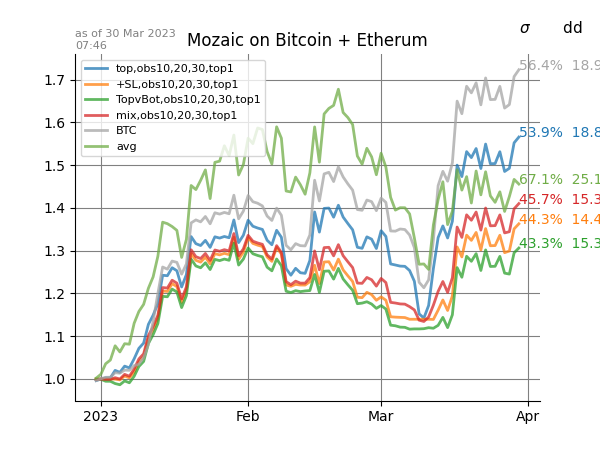 as of 30 Mar 2023
07:46
Mozaic on Bitcoin + Etherum
σ dd
top,obs10,20,30,top1
+SL,obs10,20,30,top1
TopvBot,obs10,20,30,top1
mix,obs10,20,30,top1
BTC
avg
56.4% 18.9
53.9% 18.8
67.1% 25.1
45.7% 15.3
44.3% 14.4
43.3% 15.3
1.7
1.6
1.5
1.4
1.3
1.2
1.1
1.0
2023 Feb Mar Apr